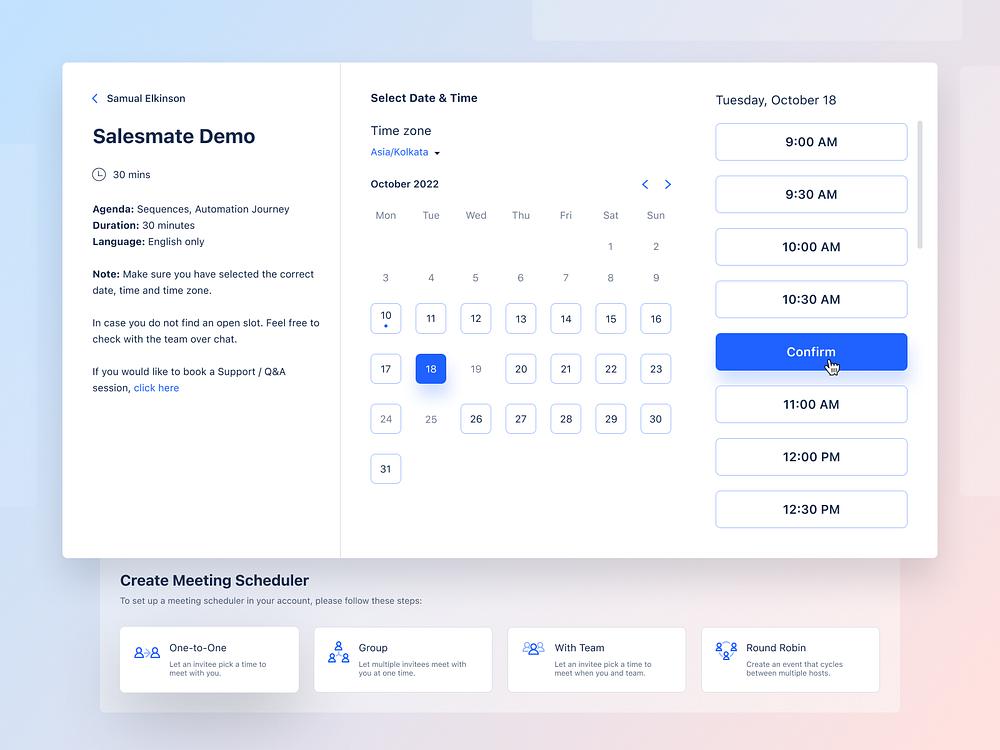 Samual Elkinson
Salesmate Demo
30 mins
Agenda: Sequences, Automation Journey
Duration: 30 minutes
Language: English only
Note: Make sure you have selected the correct
date, time and time zone.
In case you do not find an open slot. Feel free to
check with the team over chat.
If you would like to book a Support / Q&A
session, click here
Select Date & Time
Time zone
Asia/Kolkata
October 2022
Mon Tue Wed Thu Fri Sat Sun
1 2
3 4 5 6 7 8 9
10 11 12 13 14 15 16
17 18 19 20 21 22 23
24 25 26 27 28 29 30
31
Tuesday, October 18
9:00 AM
9:30 AM
10:00 AM
10:30 AM
Confirm
11:00 AM
12:00 PM
12:30 PM
Create Meeting Scheduler
To set up a meeting scheduler in your account, please follow these steps:
One-to-One
Let an invitee pick a time to
meet with you.
Group
Let multiple invitees meet with
you at one time.
With Team
Let an invitee pick a time to
meet when you and team.
Round Robin
Create an event that cycles
between multiple hosts.